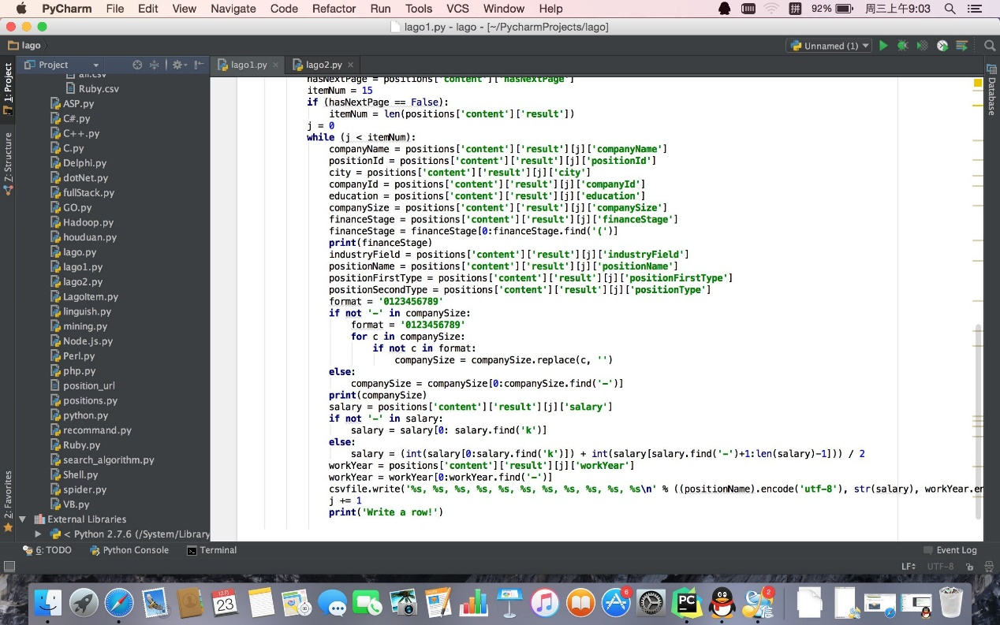 PyCharm File Edit View Navigate Code Refactor Run Tools VCS Window Help 拼 92% 周三上午9:03
lago1.py - lago - [~/PycharmProjects/lago]
lago Unnamed (1)
1: Project
Z: Structure
2: Favorites
Project
all.csv
Ruby.csv
ASP.py
C#.py
C++.py
C.py
Delphi.py
dotNet.py
fullStack.py
GO.py
Hadoop.py
houduan.py
lago.py
lago1.py
lago2.py
LagoItem.py
linguish.py
mining.py
Node.js.py
Perl.py
php.py
position_url
positions.py
python.py
recommand.py
Ruby.py
search_algorithm.py
Shell.py
spider.py
VB.py
External Libraries
< Python 2.7.6 (/System/Library
lago1.py lago2.py
hasNextPage = positions['content']['hasNextPage']
itemNum = 15
if (hasNextPage == False):
itemNum = len(positions['content']['result'])
j = 0
while (j < itemNum):
companyName = positions['content']['result'][j]['companyName']
positionId = positions['content']['result'][j]['positionId']
city = positions['content']['result'][j]['city']
companyId = positions['content']['result'][j]['companyId']
education = positions['content']['result'][j]['education']
companySize = positions['content']['result'][j]['companySize']
financeStage = positions['content']['result'][j]['financeStage']
financeStage = financeStage[0:financeStage.find('(')]
print(financeStage)
industryField = positions['content']['result'][j]['industryField']
positionName = positions['content']['result'][j]['positionName']
positionFirstType = positions['content']['result'][j]['positionFirstType']
positionSecondType = positions['content']['result'][j]['positionType']
format = '0123456789'
if not '-' in companySize:
format = '0123456789'
for c in companySize:
if not c in format:
companySize = companySize.replace(c, '')
else:
companySize = companySize[0:companySize.find('-')]
print(companySize)
salary = positions['content']['result'][j]['salary']
if not '-' in salary:
salary = salary[0: salary.find('k')]
else:
salary = (int(salary[0:salary.find('k')]) + int(salary[salary.find('-')+1:len(salary)-1])) / 2
workYear = positions['content']['result'][j]['workYear']
workYear = workYear[0:workYear.find('-')]
csvfile.write('%s, %s, %s, %s, %s, %s, %s, %s, %s, %s, %s\n' % ((positionName).encode('utf-8'), str(salary), workYear.en
j += 1
print('Write a row!')
Database
6: TODO Python Console Terminal Event Log
LF UTF-8
12月
23
6
PC
2